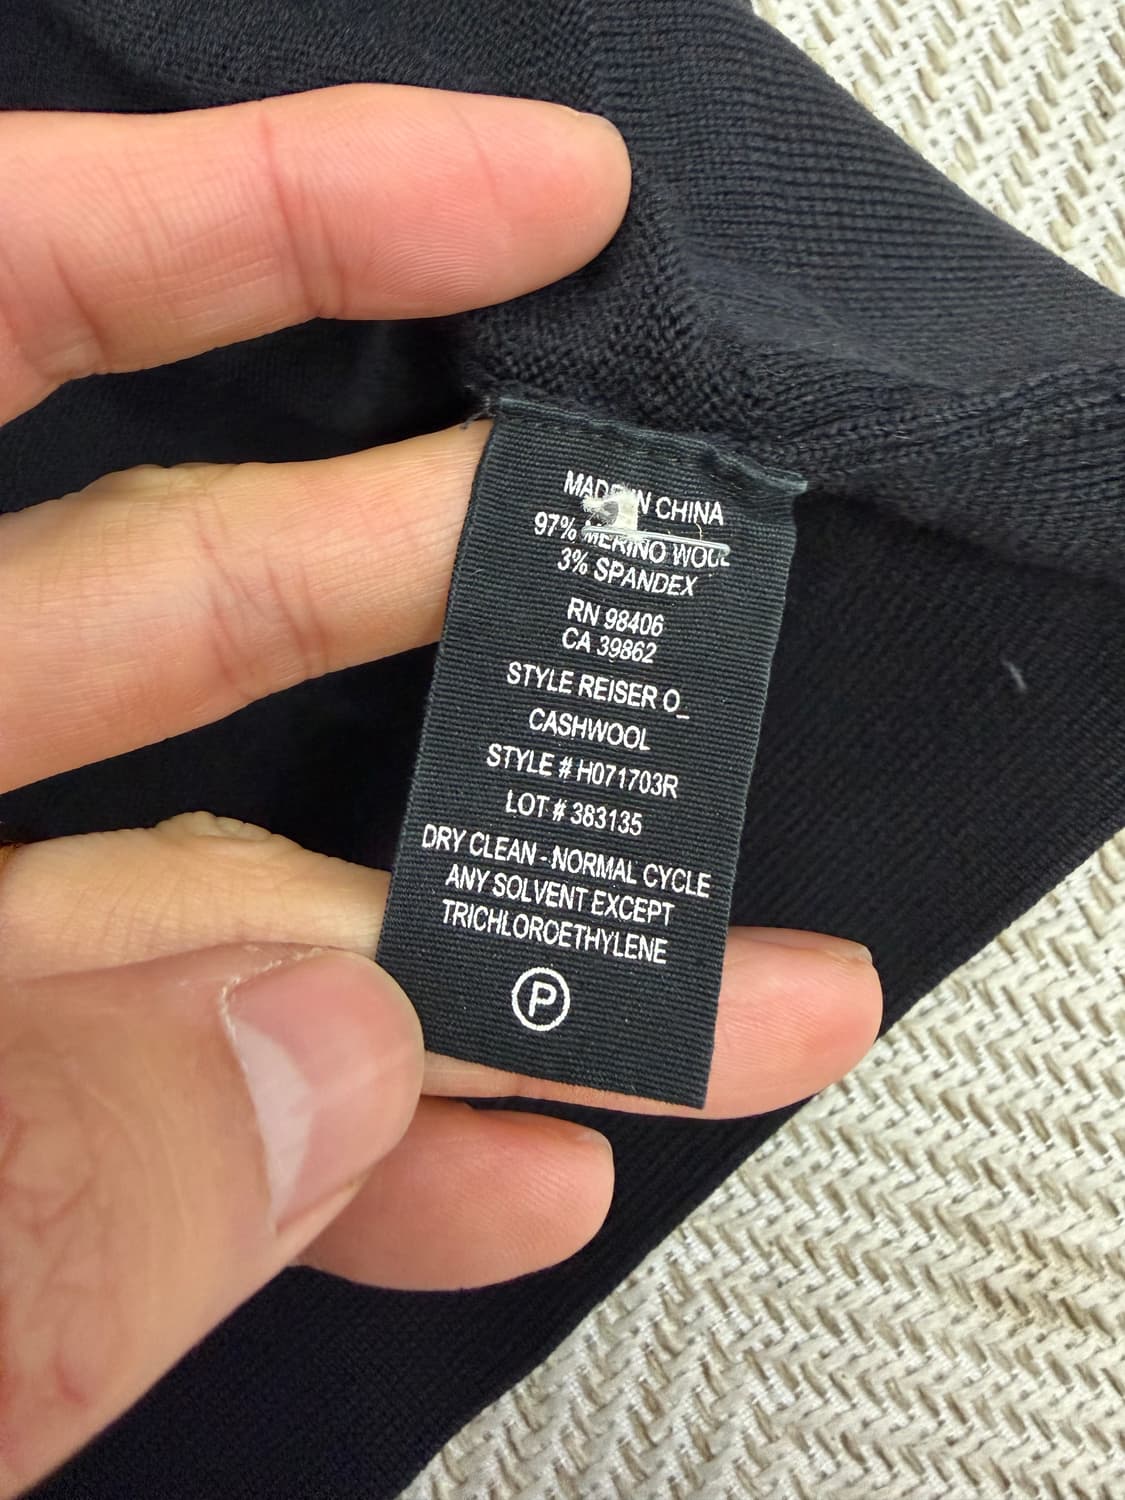 MADE IN CHINA
97% MERINO WOOL
3% SPANDEX
RN 98406
CA 39862
STYLE REISER O_
CASHWOOL
STYLE # H071703R
LOT # 383135
DRY CLEAN - NORMAL CYCLE
ANY SOLVENT EXCEPT
TRICHLOROETHYLENE
P